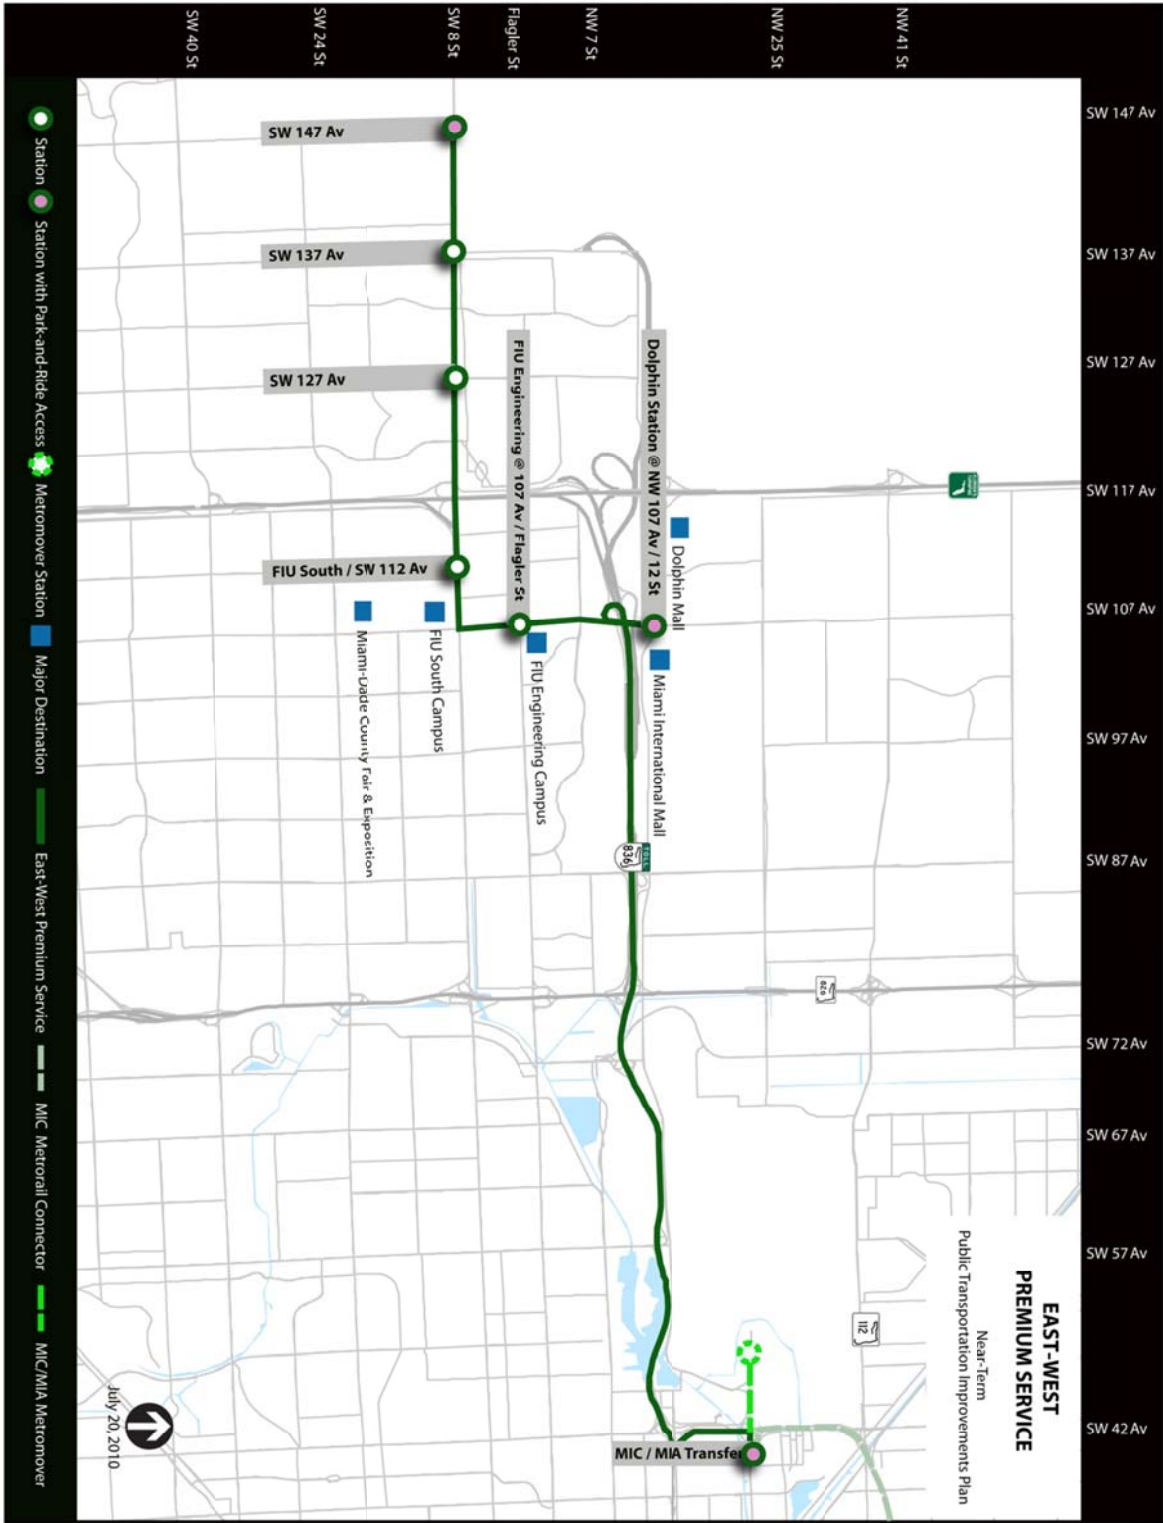 EAST-WEST
PREMIUM SERVICE
Near-Term
Public Transportation Improvements Plan
SW 147 Av
SW 137 Av
SW 127 Av
SW 117 Av
SW 107 Av
SW 97 Av
SW 87 Av
SW 72 Av
SW 67 Av
SW 57 Av
SW 42 Av
NW 41 St
NW 25 St
NW 7 St
Flagler St
SW 8 St
SW 24 St
SW 40 St
SW 147 Av
SW 137 Av
SW 127 Av
FIU South / SW 112 Av
FIU Engineering @ 107 Av / Flagler St
Dolphin Station @ NW 107 Av / 12 St
MIC / MIA Transfer
Dolphin Mall
Miami International Mall
FIU Engineering Campus
FIU South Campus
Miami-Dade County Fair & Exposition
TOLL
836
112
July 20, 2010
Station
Station with Park-and-Ride Access
Metromover Station
Major Destination
East-West Premium Service
MIC Metrorail Connector
MIC/MIA Metromover